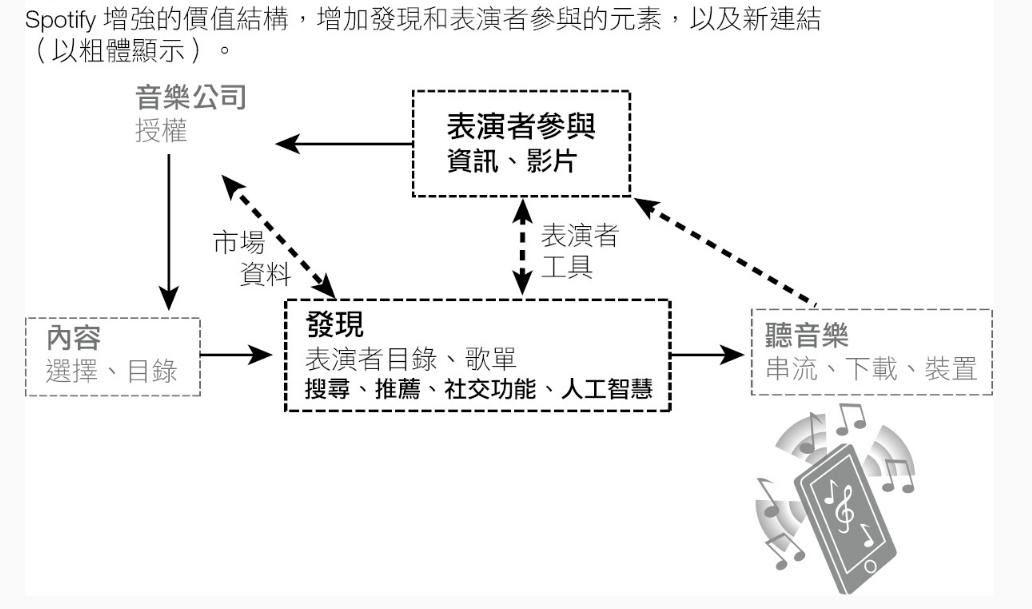 Spotify 增強的價值結構，增加發現和表演者參與的元素，以及新連結
（以粗體顯示）。
音樂公司
授權
表演者參與
資訊、影片
市場
資料
表演者
工具
內容
選擇、目錄
發現
表演者目錄、歌單
搜尋、推薦、社交功能、人工智慧
聽音樂
串流、下載、裝置